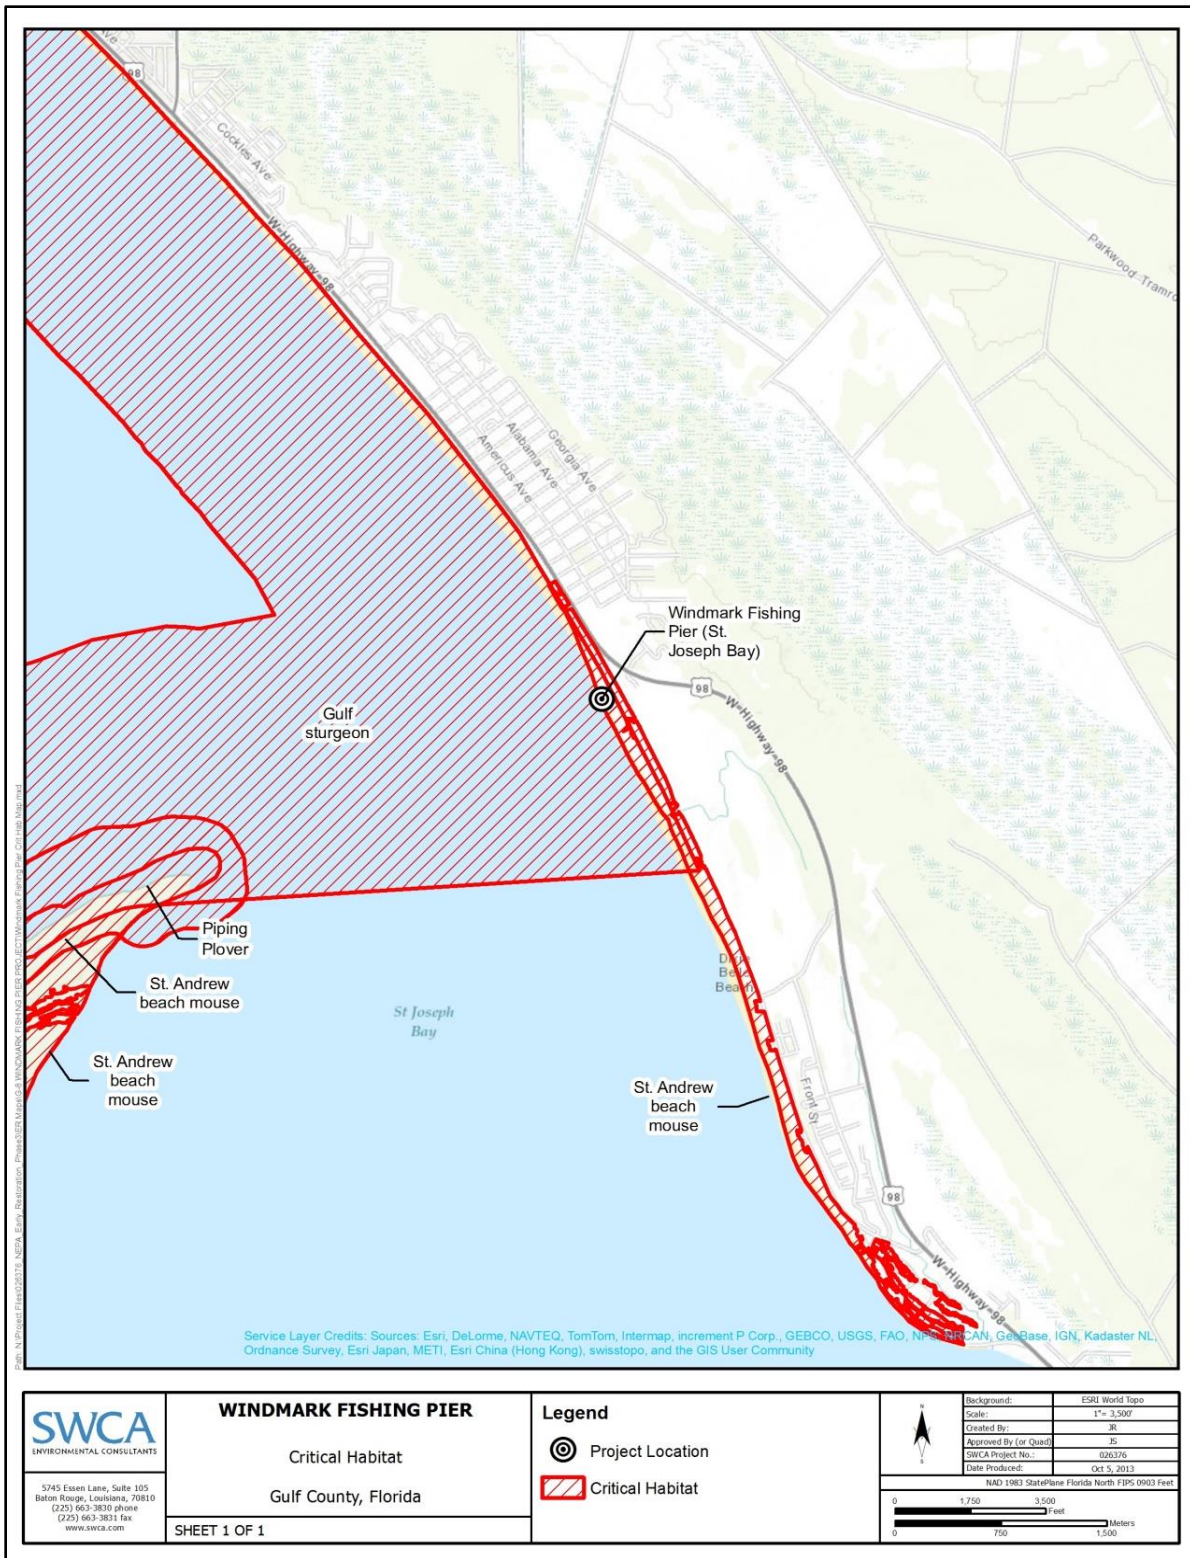 Ave
98
Cockles Ave
W-Highway-98
Parkwood Tramro
Georgia Ave
Alabama Ave
Americus Ave
Windmark Fishing
Pier (St.
Joseph Bay)
98
W-Highway-98
Gulf
sturgeon
Piping
Plover
St. Andrew
beach mouse
St. Andrew
beach
mouse
St Joseph
Bay
Beach
St. Andrew
beach
mouse
Front St
98
W-Highway-98
Service Layer Credits: Sources: Esri, DeLorme, NAVTEQ, TomTom, Intermap, increment P Corp., GEBCO, USGS, FAO, NPS, NRCAN, GeoBase, IGN, Kadaster NL,
Ordnance Survey, Esri Japan, METI, Esri China (Hong Kong), swisstopo, and the GIS User Community
SWCA
ENVIRONMENTAL CONSULTANTS
5745 Essen Lane, Suite 105
Baton Rouge, Louisiana, 70810
(225) 663-3830 phone
(225) 663-3831 fax
www.swca.com
WINDMARK FISHING PIER
Critical Habitat
Gulf County, Florida
SHEET 1 OF 1
Legend
Project Location
Critical Habitat
N
S
Background: ESRI World Topo
Scale: 1"= 3,500'
Created By: JR
Approved By (or Quad) JS
SWCA Project No.: 026376
Date Produced: Oct 5, 2013
NAD 1983 StatePlane Florida North FIPS 0903 Feet
0 1,750 3,500
Feet
Meters
0 750 1,500